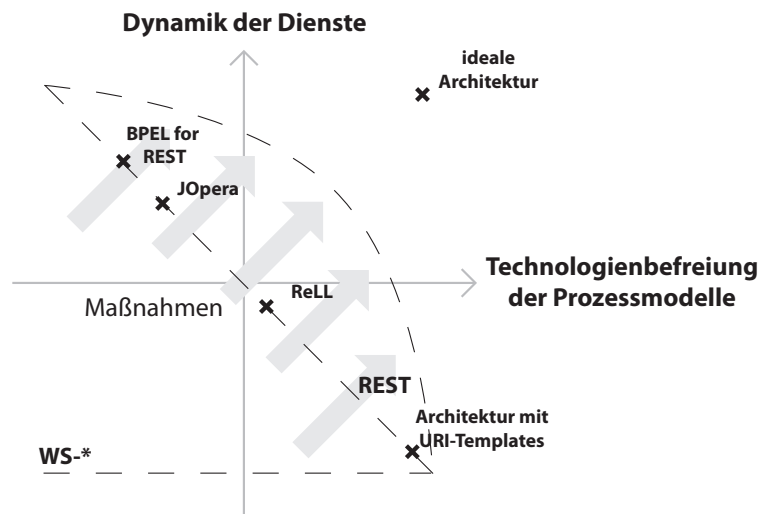 Dynamik der Dienste
ideale
Architektur
BPEL for
REST
JOpera
Technologienbefreiung
der Prozessmodelle
ReLL
Maßnahmen
REST
Architektur mit
URI-Templates
WS-*